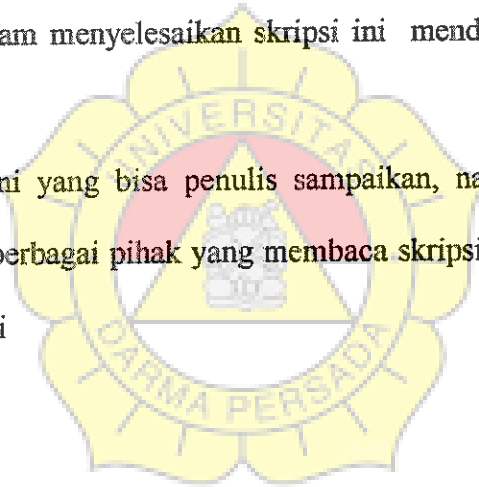 am menyelesaikan skripsi ini mend
UNIVERSITAS
ni yang bisa penulis sampaikan, na
berbagai pihak yang membaca skripsi
i
DARMA PERSADA